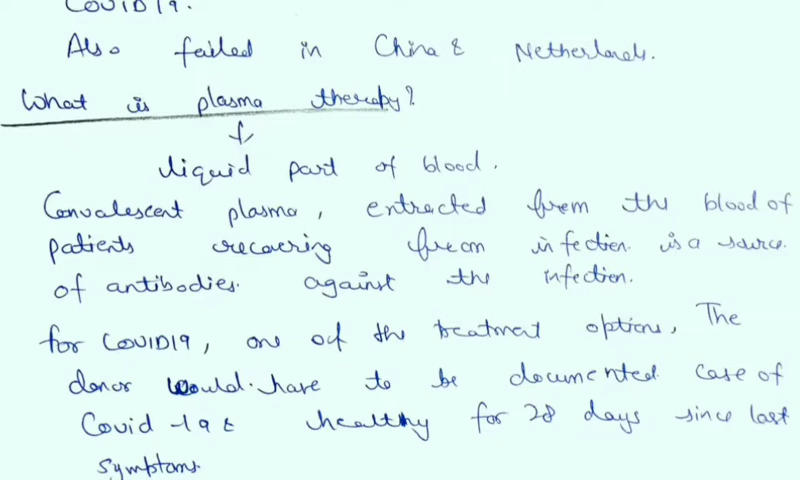 COVID19.
Also failed in China & Netherlands.
What is plasma therapy?
liquid part of blood.
Convalescent plasma, extracted from the blood of
patients recovering from infection is a source
of antibodies against the infection.
for COVID19, one of the treatment options, The
donor would have to be documented case of
Covid-19 & healthy for 28 days since last
symptoms